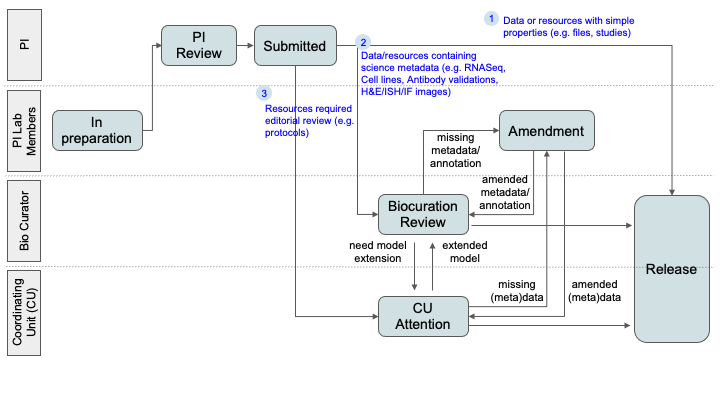 PI
PI
Review
Submitted
1
Data or resources with simple
properties (e.g. files, studies)
2
Data/resources containing
science metadata (e.g. RNASeq,
Cell lines, Antibody validations,
H&E/ISH/IF images)
3
Resources required
editorial review (e.g.
protocols)
PI Lab
Members
In
preparation
Amendment
missing
metadata/
annotation
amended
metadata/
annotation
Bio Curator
Biocuration
Review
need model
extension
extended
model
Release
Coordinating
Unit (CU)
CU
Attention
missing
(meta)data
amended
(meta)data